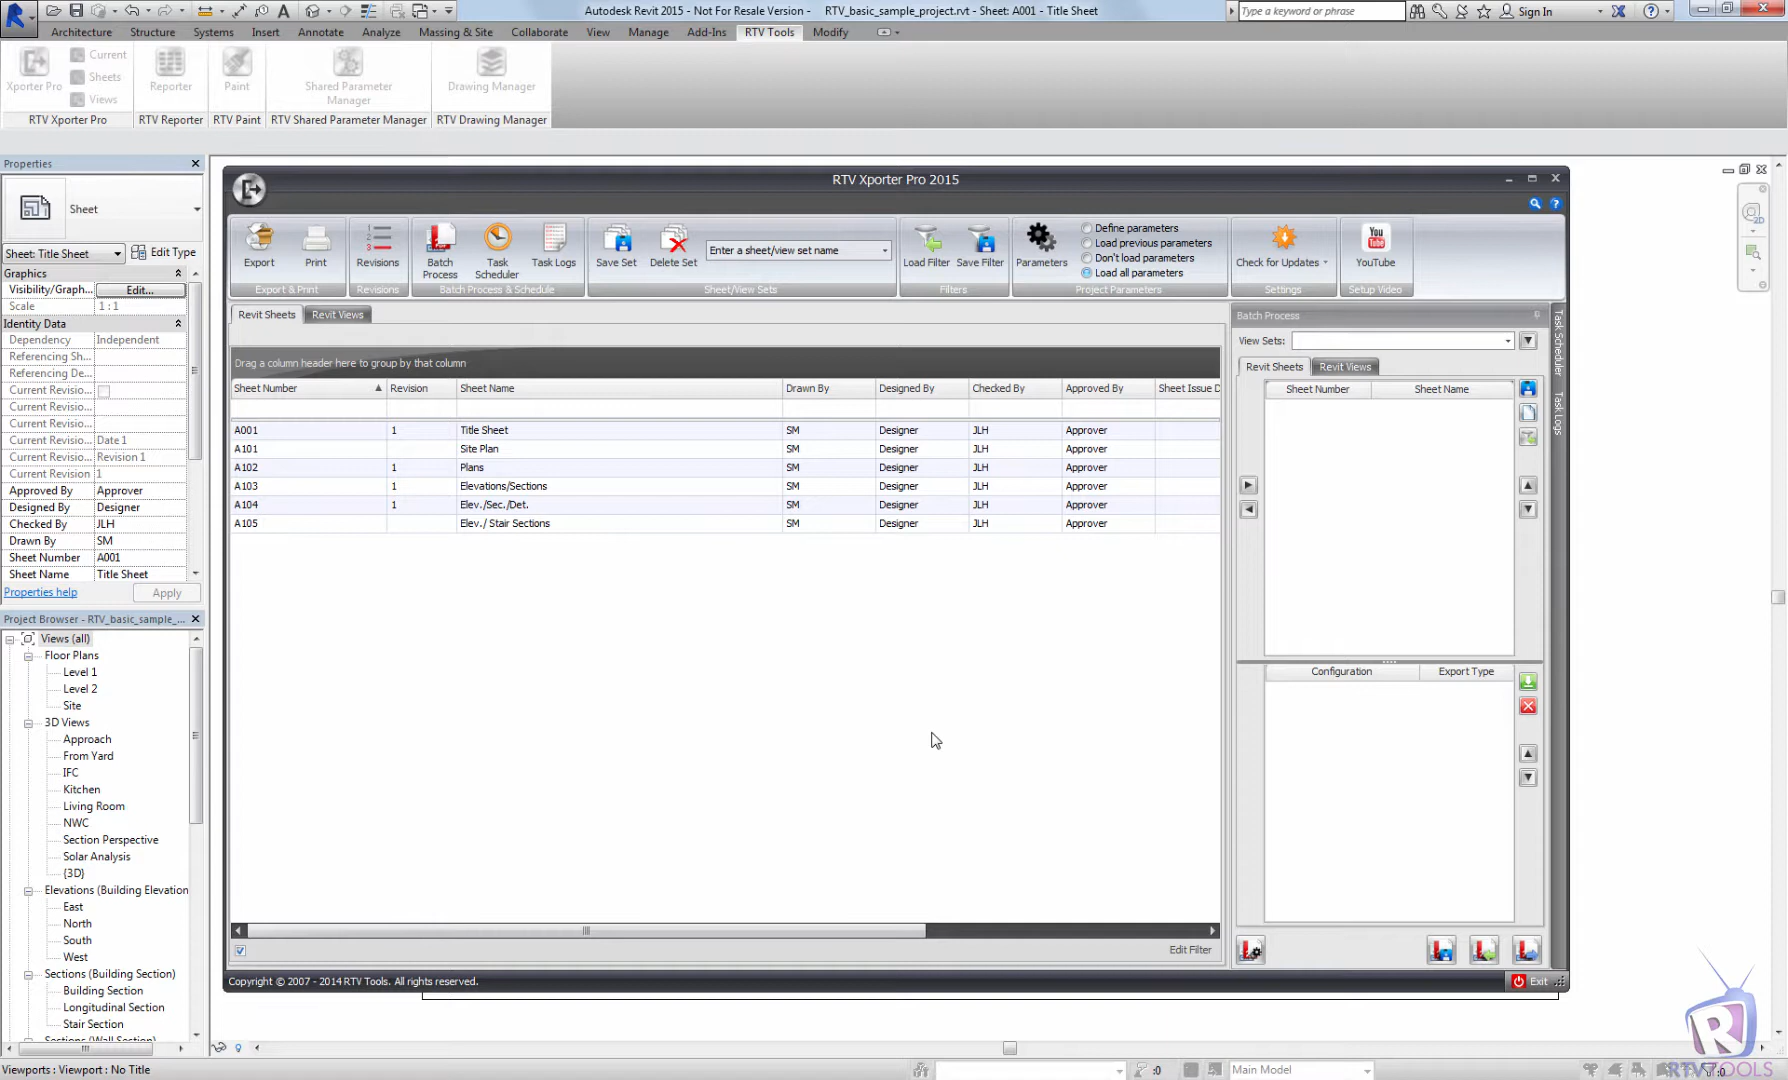 Autodesk Revit 2015 - Not For Resale Version -    RTV_basic_sample_project.rvt - Sheet: A001 - Title Sheet
Type a keyword or phrase
Sign In
Architecture Structure Systems Insert Annotate Analyze Massing & Site Collaborate View Manage Add-Ins RTV Tools Modify
Xporter Pro
Current
Sheets
Views
Reporter
Paint
Shared Parameter
Manager
Drawing Manager
RTV Xporter Pro RTV Reporter RTV Paint RTV Shared Parameter Manager RTV Drawing Manager
Properties
Sheet
Sheet: Title Sheet Edit Type
Graphics
Visibility/Graph... Edit...
Scale 1 : 1
Identity Data
Dependency Independent
Referencing Sh...
Referencing De...
Current Revisio...
Current Revisio...
Current Revisio...
Current Revisio... Date 1
Current Revisio... Revision 1
Current Revision 1
Approved By Approver
Designed By Designer
Checked By JLH
Drawn By SM
Sheet Number A001
Sheet Name Title Sheet
Properties help Apply
Project Browser - RTV_basic_sample_...
Views (all)
Floor Plans
Level 1
Level 2
Site
3D Views
Approach
From Yard
IFC
Kitchen
Living Room
NWC
Section Perspective
Solar Analysis
{3D}
Elevations (Building Elevation
East
North
South
West
Sections (Building Section)
Building Section
Longitudinal Section
Stair Section
Sections (Wall Section)
RTV Xporter Pro 2015
Export
Print
Export & Print
Revisions
Revisions
Batch
Process
Task
Scheduler
Task Logs
Batch Process & Schedule
Save Set
Delete Set
Enter a sheet/view set name
Sheet/View Sets
Load Filter
Save Filter
Filters
Parameters
Define parameters
Load previous parameters
Don't load parameters
Load all parameters
Project Parameters
Check for Updates
Settings
You
Tube
YouTube
Setup Video
Revit Sheets Revit Views
Drag a column header here to group by that column
Sheet Number Revision Sheet Name Drawn By Designed By Checked By Approved By Sheet Issue D
A001 1 Title Sheet SM Designer JLH Approver
A101 Site Plan SM Designer JLH Approver
A102 1 Plans SM Designer JLH Approver
A103 1 Elevations/Sections SM Designer JLH Approver
A104 1 Elev./Sec./Det. SM Designer JLH Approver
A105 Elev./ Stair Sections SM Designer JLH Approver
Edit Filter
Batch Process
View Sets:
Revit Sheets Revit Views
Sheet Number Sheet Name
Configuration Export Type
Task Scheduler
Task Logs
Copyright © 2007 - 2014 RTV Tools. All rights reserved.
Exit
Viewports : Viewport : No Title
:0
Main Model
:0
R
RTVTOOLS